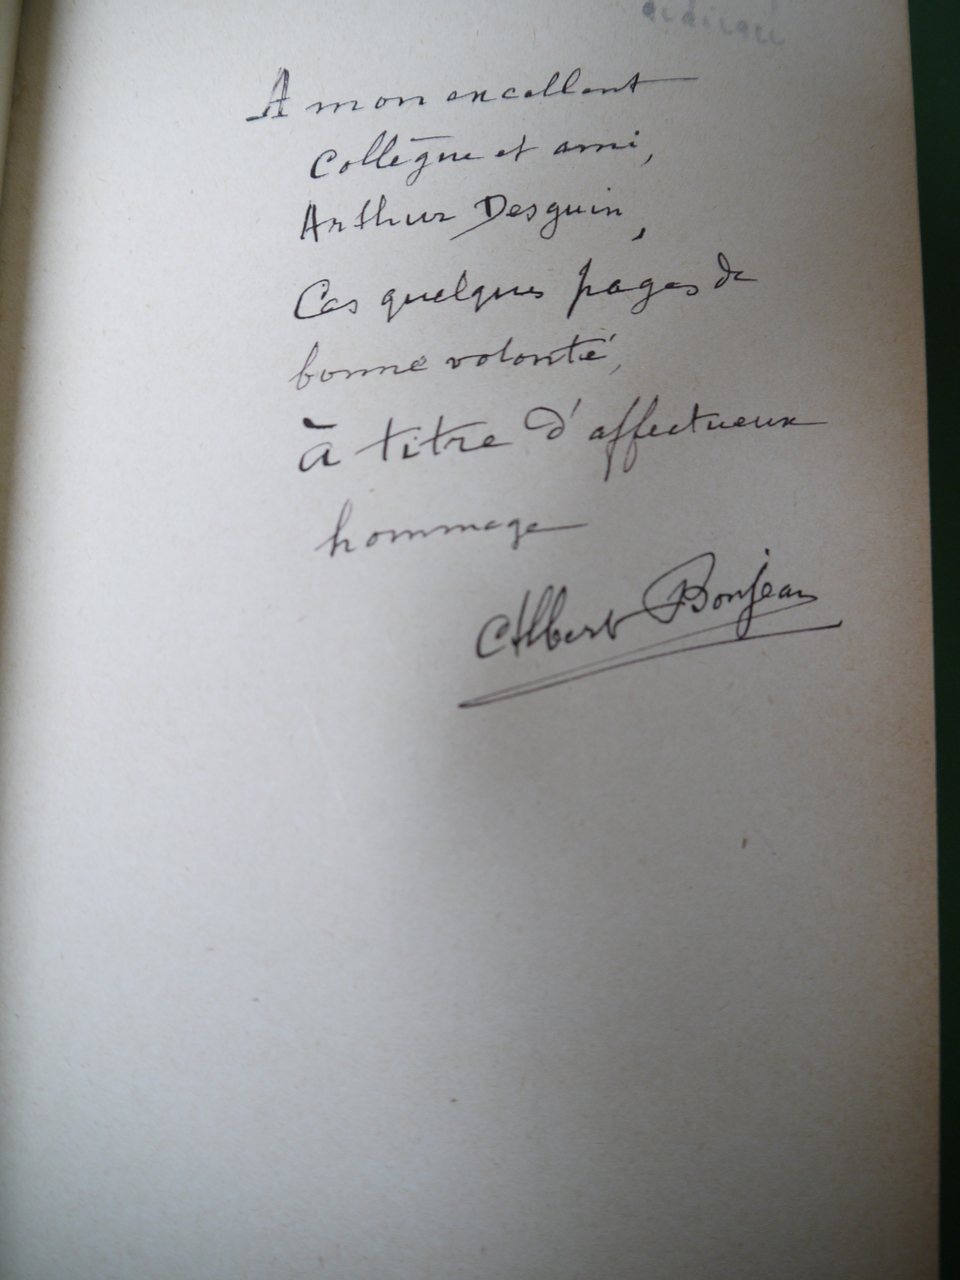 A mon excellent
Collègue et ami,
Arthur Desguin,
Ces quelques pages de
bonne volonté,
à titre d'affectueux
hommage
Albert Bonjean